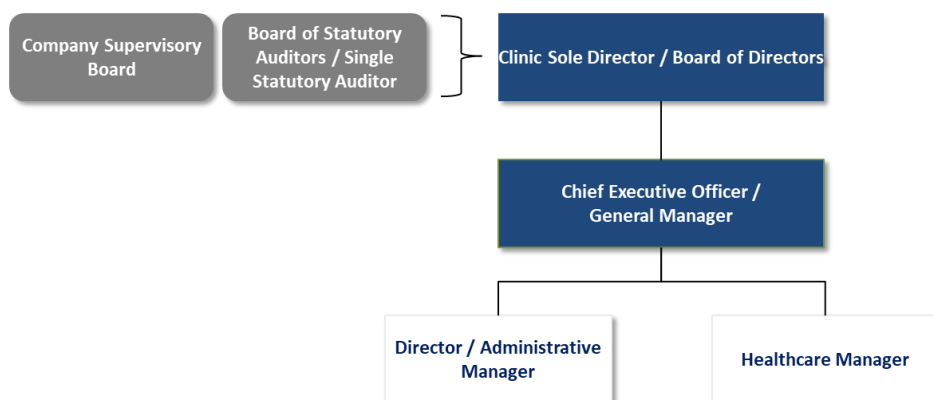 Company Supervisory
Board
Board of Statutory
Auditors / Single
Statutory Auditor
Clinic Sole Director / Board of Directors
Chief Executive Officer /
General Manager
Director / Administrative
Manager
Healthcare Manager